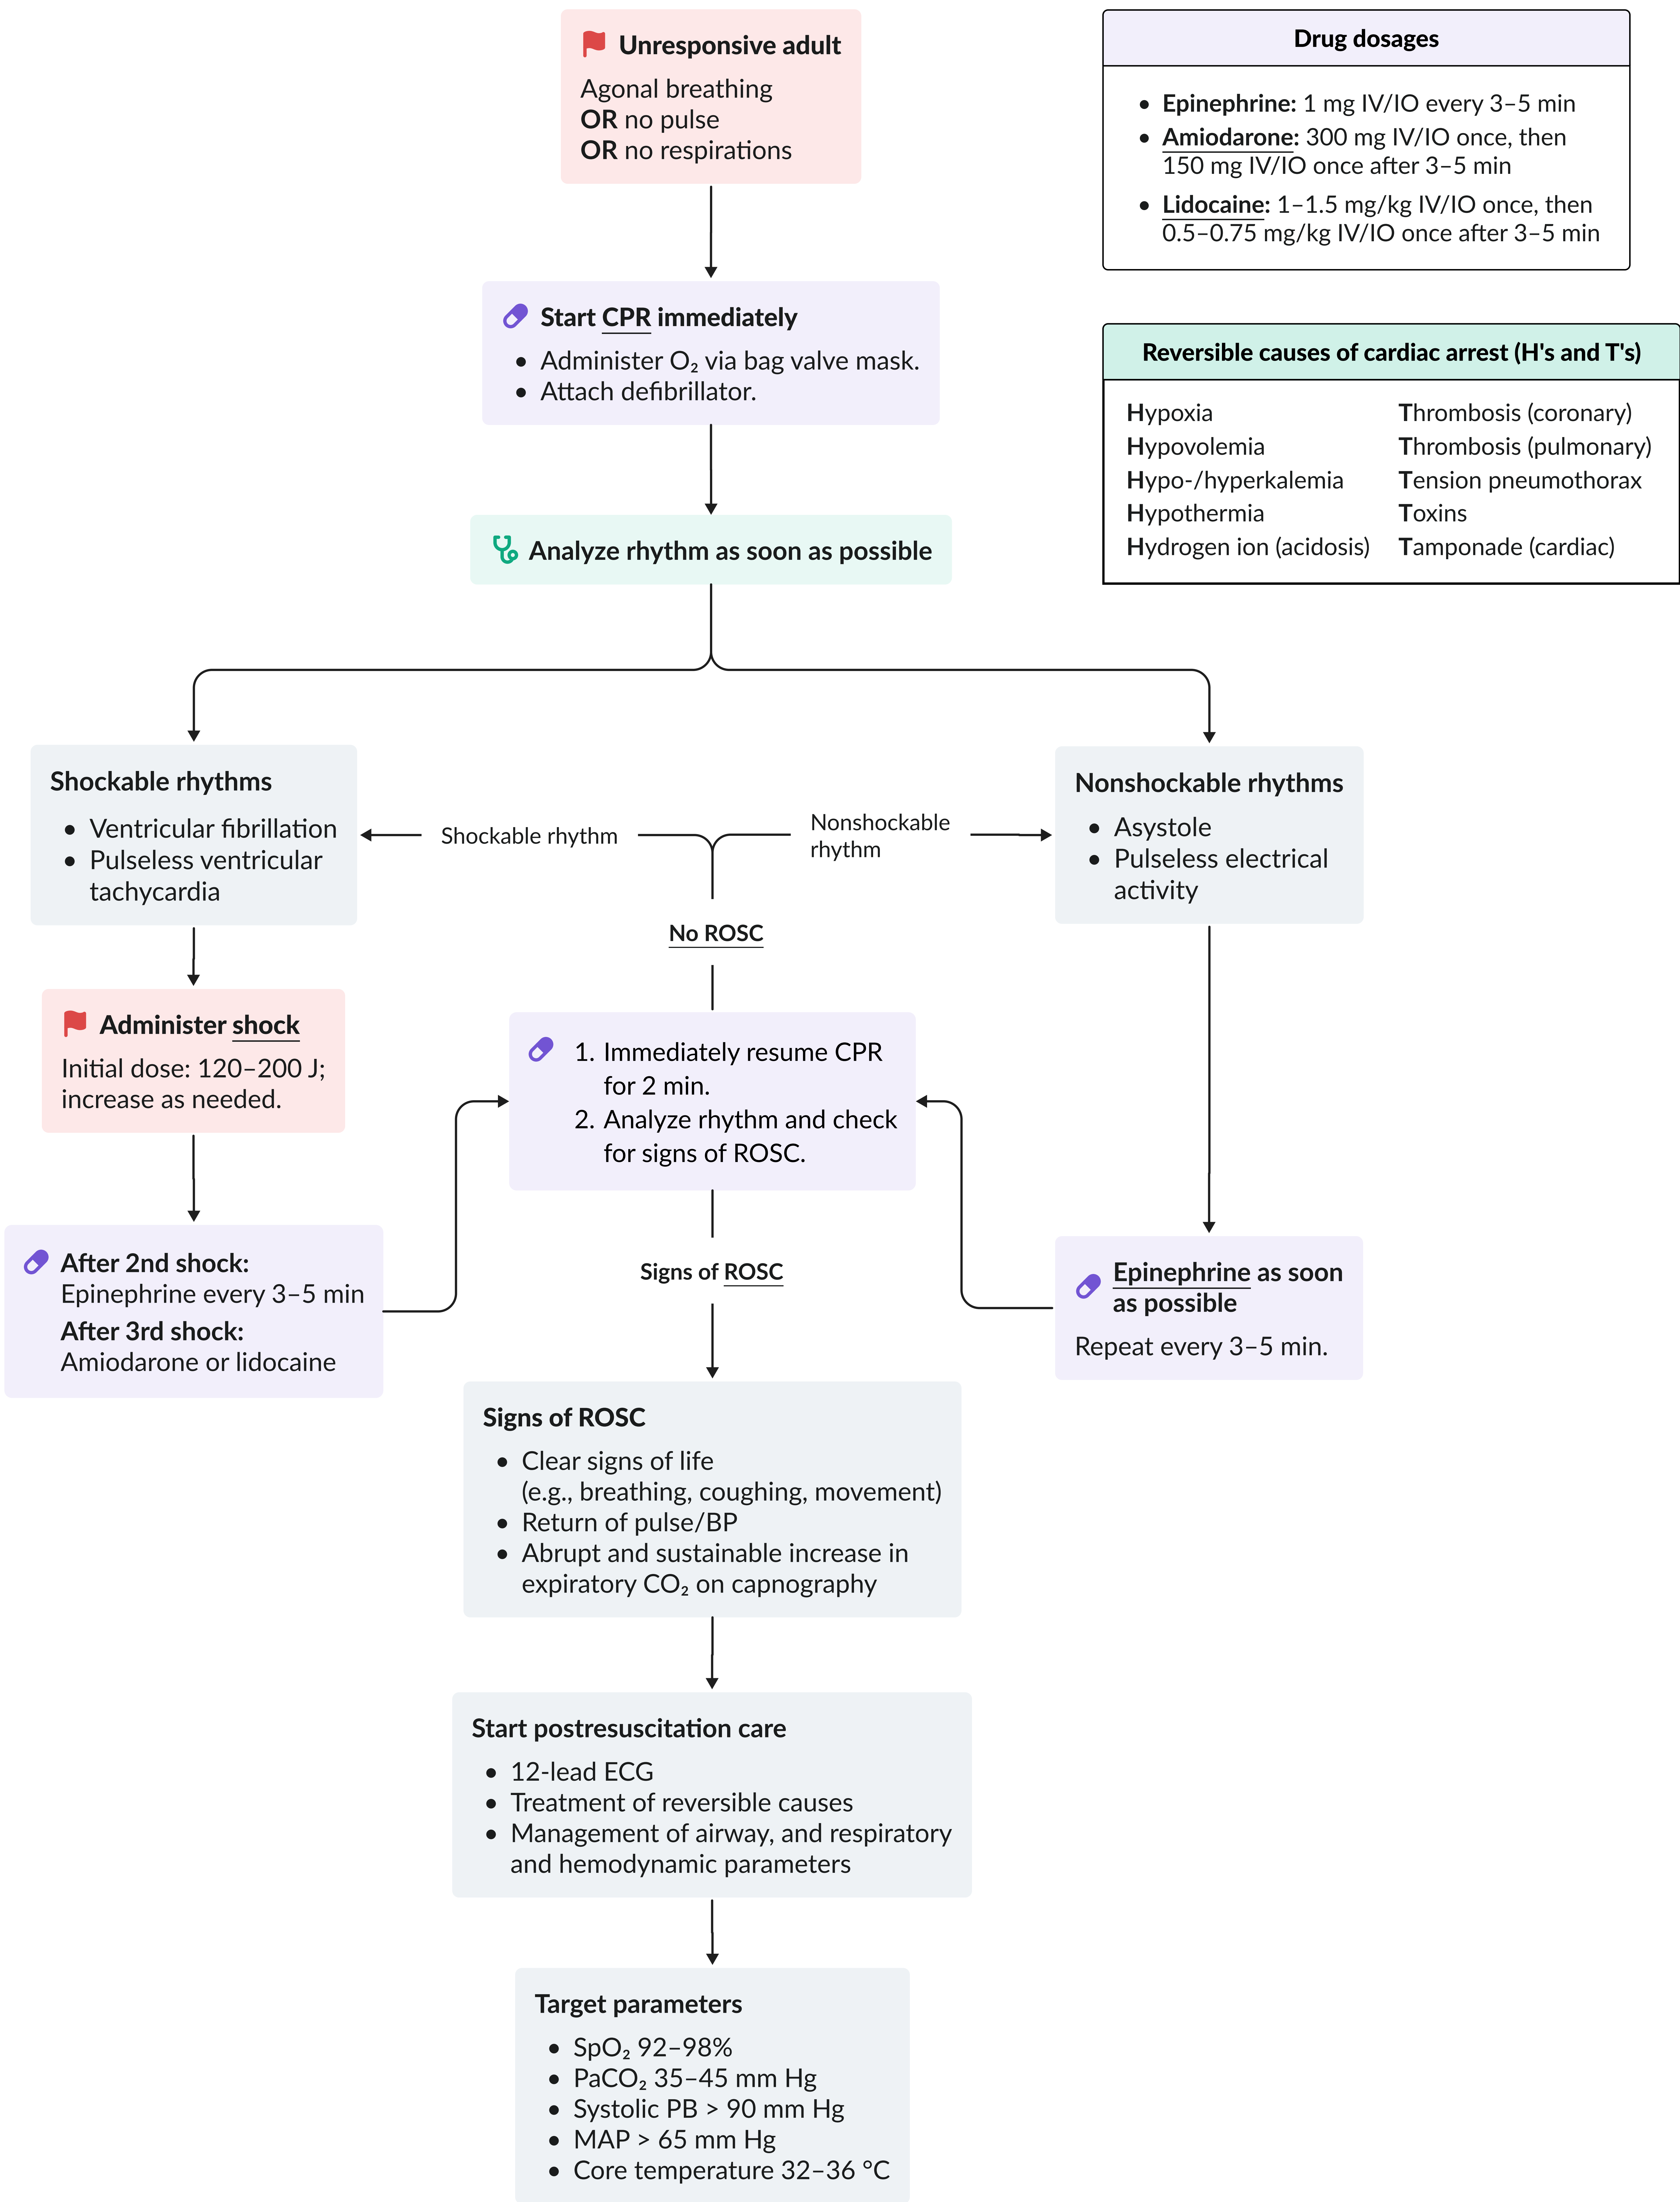 Unresponsive adult
Agonal breathing
OR no pulse
OR no respirations
Drug dosages
• Epinephrine: 1 mg IV/IO every 3–5 min
• Amiodarone: 300 mg IV/IO once, then
150 mg IV/IO once after 3–5 min
• Lidocaine: 1–1.5 mg/kg IV/IO once, then
0.5–0.75 mg/kg IV/IO once after 3–5 min
Start CPR immediately
• Administer O₂ via bag valve mask.
• Attach defibrillator.
Reversible causes of cardiac arrest (H's and T's)
Hypoxia
Hypovolemia
Hypo-/hyperkalemia
Hypothermia
Hydrogen ion (acidosis)
Thrombosis (coronary)
Thrombosis (pulmonary)
Tension pneumothorax
Toxins
Tamponade (cardiac)
Analyze rhythm as soon as possible
Shockable rhythms
• Ventricular fibrillation
• Pulseless ventricular
tachycardia
Shockable rhythm
Nonshockable
rhythm
Nonshockable rhythms
• Asystole
• Pulseless electrical
activity
No ROSC
Administer shock
Initial dose: 120–200 J;
increase as needed.
1. Immediately resume CPR
for 2 min.
2. Analyze rhythm and check
for signs of ROSC.
After 2nd shock:
Epinephrine every 3–5 min
After 3rd shock:
Amiodarone or lidocaine
Signs of ROSC
Epinephrine as soon
as possible
Repeat every 3–5 min.
Signs of ROSC
• Clear signs of life
(e.g., breathing, coughing, movement)
• Return of pulse/BP
• Abrupt and sustainable increase in
expiratory CO₂ on capnography
Start postresuscitation care
• 12-lead ECG
• Treatment of reversible causes
• Management of airway, and respiratory
and hemodynamic parameters
Target parameters
• SpO₂ 92–98%
• PaCO₂ 35–45 mm Hg
• Systolic PB > 90 mm Hg
• MAP > 65 mm Hg
• Core temperature 32–36 °C